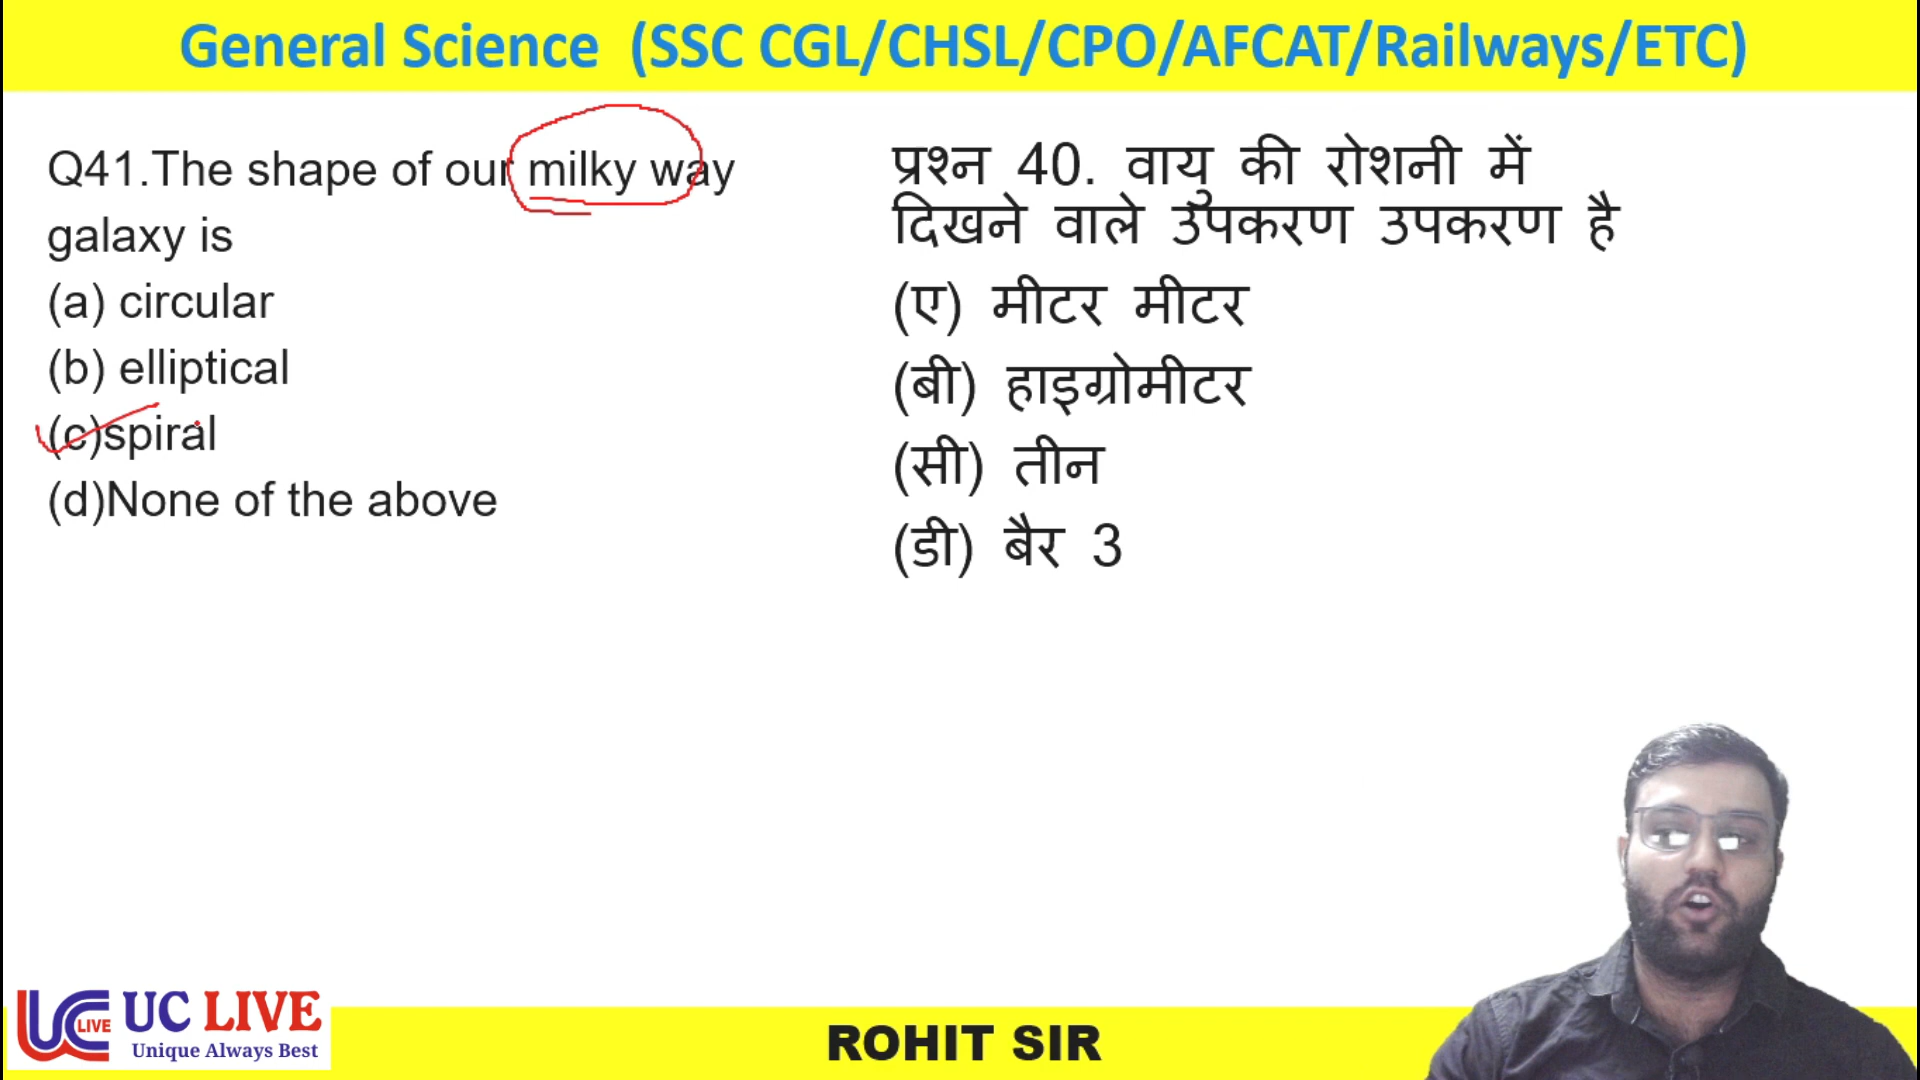 General Science (SSC CGL/CHSL/CPO/AFCAT/Railways/ETC)
Q41.The shape of our milky way
galaxy is
(a) circular
(b) elliptical
(c)spiral
(d)None of the above
प्रश्न 40. वायु की रोशनी में
दिखने वाले उपकरण उपकरण है
(ए) मीटर मीटर
(बी) हाइग्रोमीटर
(सी) तीन
(डी) बैर 3
LIVE
UC LIVE
Unique Always Best
ROHIT SIR